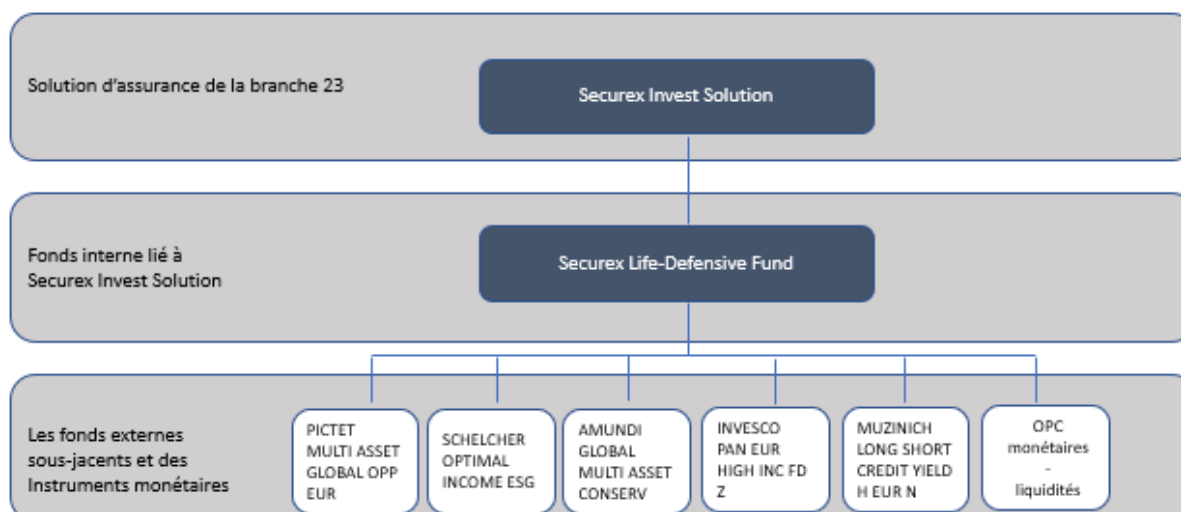 Solution d'assurance de la branche 23
Securex Invest Solution
Fonds interne lié à
Securex Invest Solution
Securex Life-Defensive Fund
Les fonds externes
sous-jacents et des
Instruments monétaires
PICTET
MULTI ASSET
GLOBAL OPP
EUR
SCHELCHER
OPTIMAL
INCOME ESG
AMUNDI
GLOBAL
MULTI ASSET
CONSERV
INVESCO
PAN EUR
HIGH INC FD
Z
MUZINICH
LONG SHORT
CREDIT YIELD
H EUR N
OPC
monétaires
-
liquidités